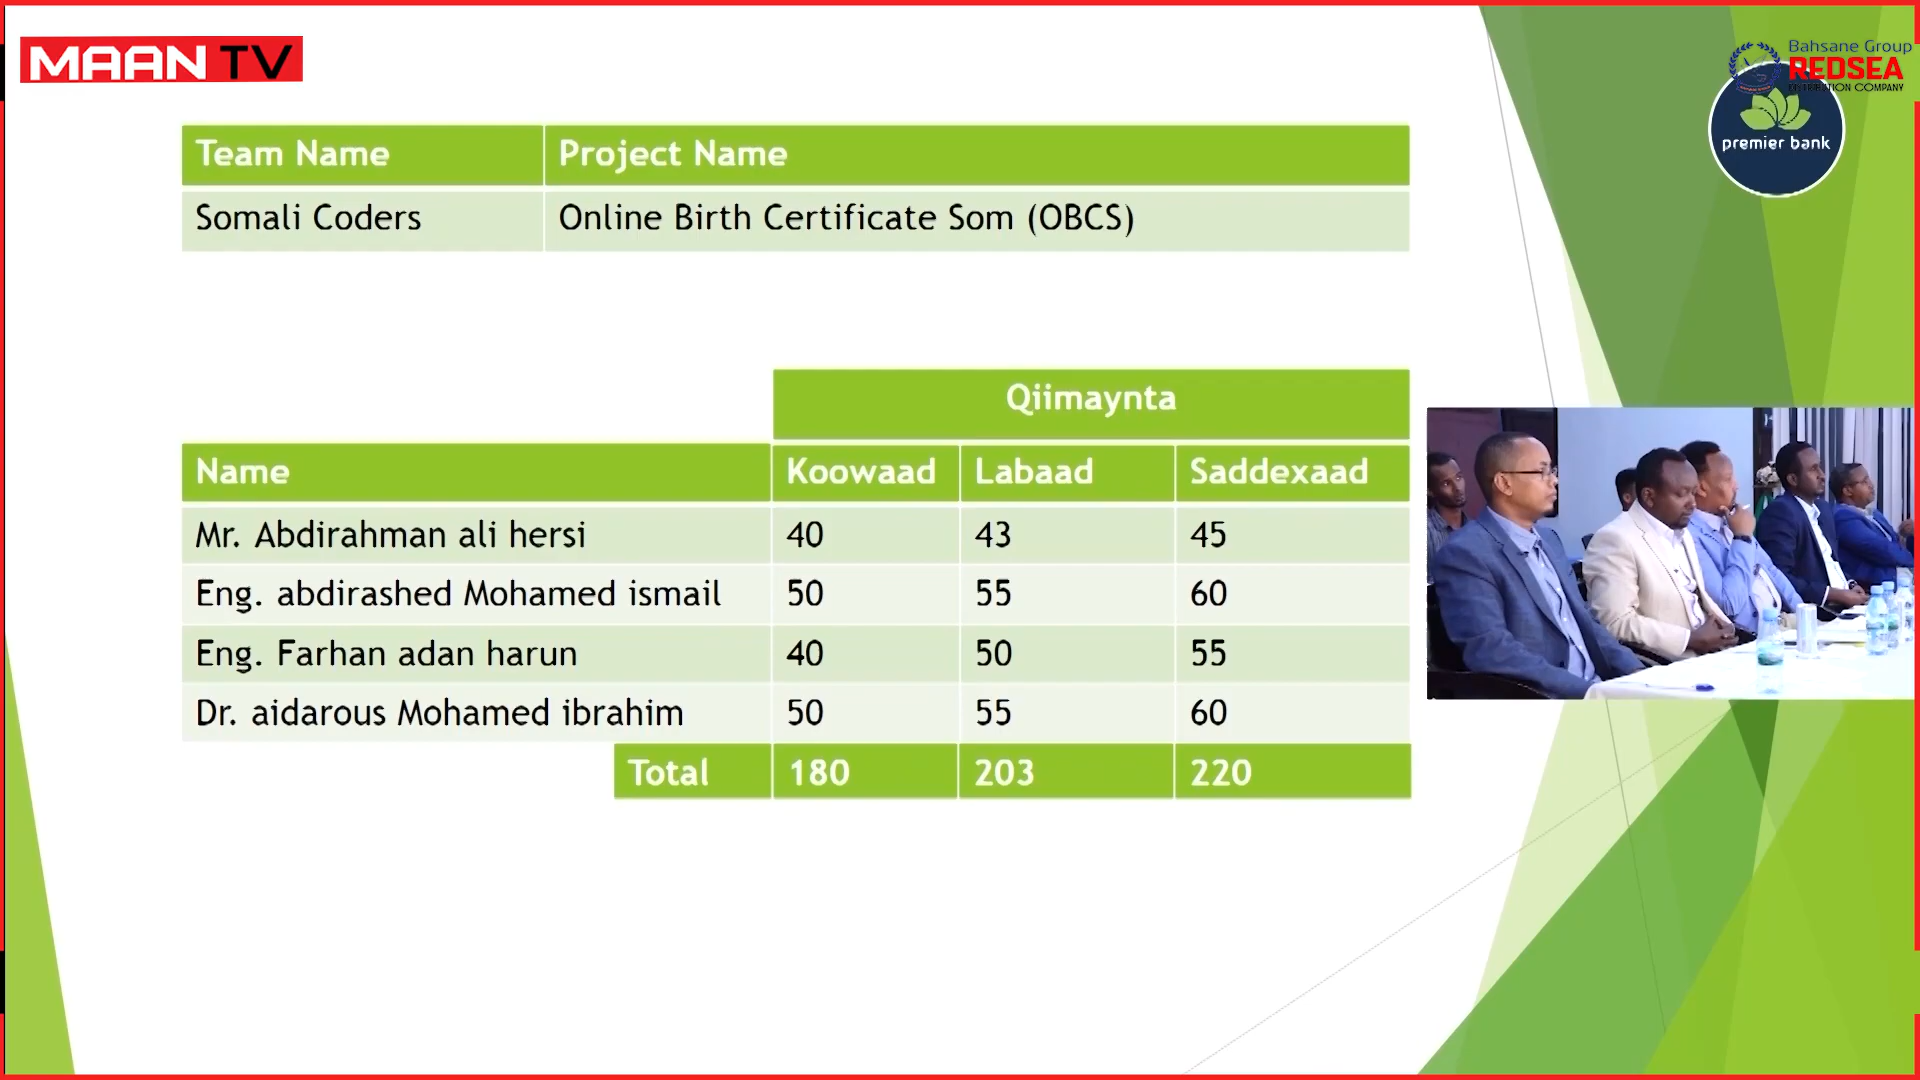 MAAN TV
Bahsane Group
REDSEA
DISTRIBUTION COMPANY
premier bank
Team Name Project Name
Somali Coders Online Birth Certificate Som (OBCS)
Qiimaynta
Name Koowaad Labaad Saddexaad
Mr. Abdirahman ali hersi 40 43 45
Eng. abdirashed Mohamed ismail 50 55 60
Eng. Farhan adan harun 40 50 55
Dr. aidarous Mohamed ibrahim 50 55 60
Total 180 203 220